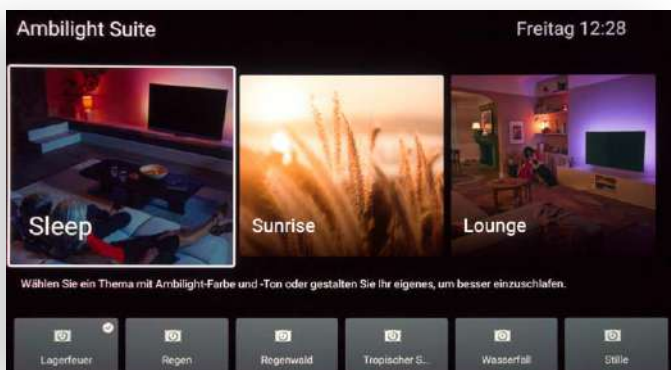 Ambilight Suite
Freitag 12:28
Sleep
Sunrise
Lounge
Wählen Sie ein Thema mit Ambilight-Farbe und -Ton oder gestalten Sie Ihr eigenes, um besser einzuschlafen.
Lagerfeuer
Regen
Regenwald
Tropischer S...
Wasserfall
Stille